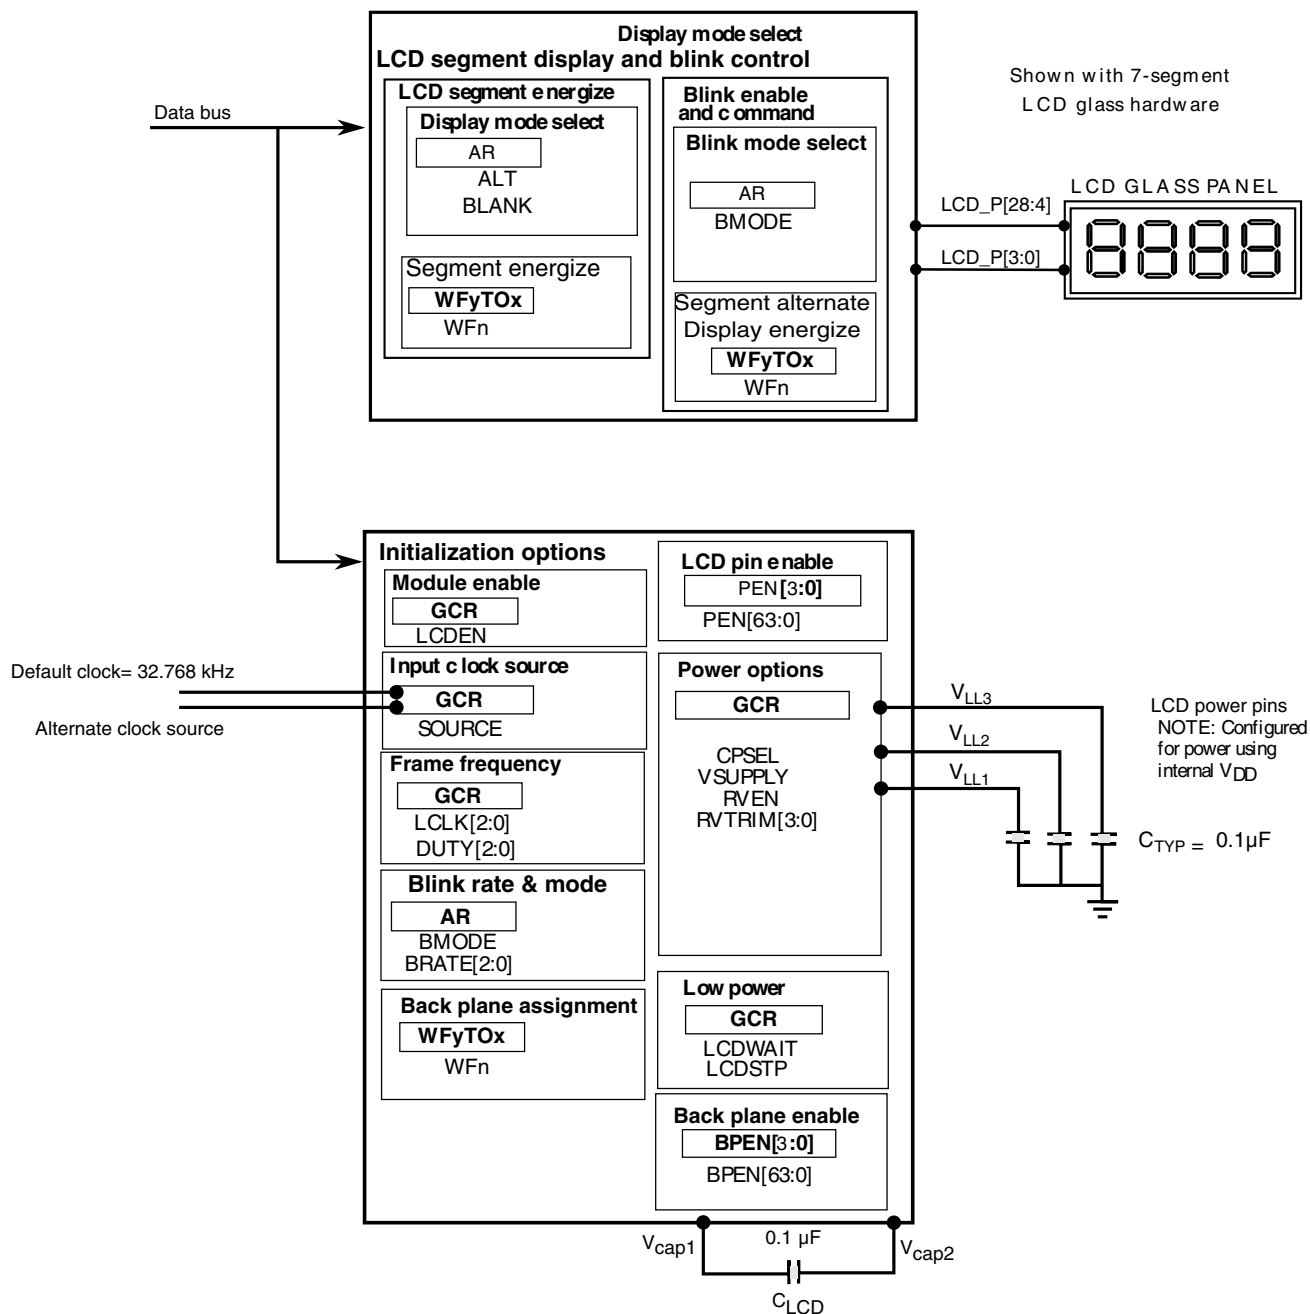 Display mode select
LCD segment display and blink control
LCD segment energize
Display mode select
AR
ALT
BLANK
Segment energize
WFyTOx
WFn
Blink enable
and command
Blink mode select
AR
BMODE
Segment alternate
Display energize
WFyTOx
WFn
Data bus
Shown with 7-segment
LCD glass hardware
LCD GLASS PANEL
LCD_P[28:4]
LCD_P[3:0]
Initialization options
Module enable
GCR
LCDEN
Input clock source
GCR
SOURCE
Default clock= 32.768 kHz
Alternate clock source
Frame frequency
GCR
LCLK[2:0]
DUTY[2:0]
Blink rate & mode
AR
BMODE
BRATE[2:0]
Back plane assignment
WFyTOx
WFn
LCD pin enable
PEN[3:0]
PEN[63:0]
Power options
GCR
CPSEL
VSUPPLY
RVEN
RVTRIM[3:0]
Low power
GCR
LCDWAIT
LCDSTP
Back plane enable
BPEN[3:0]
BPEN[63:0]
VLL3
VLL2
VLL1
LCD power pins
NOTE: Configured
for power using
internal VDD
CTYP = 0.1µF
Vcap1
0.1 µF
Vcap2
CLCD